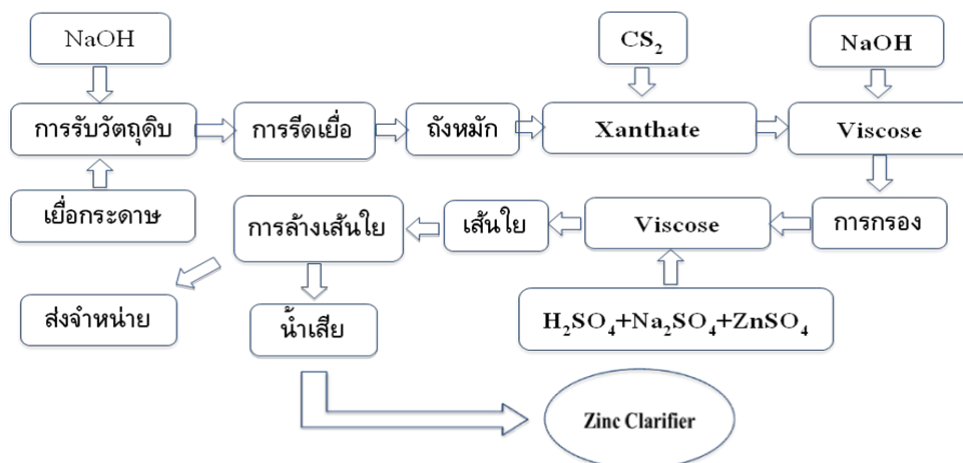 NaOH
CS₂
NaOH
การรับวัตถุดิบ
การรีดเยื่อ
ถังหมัก
Xanthate
Viscose
เยื่อกระดาษ
การล้างเส้นใย
เส้นใย
Viscose
การกรอง
ส่งจำหน่าย
น้ำเสีย
H₂SO₄+Na₂SO₄+ZnSO₄
Zinc Clarifier